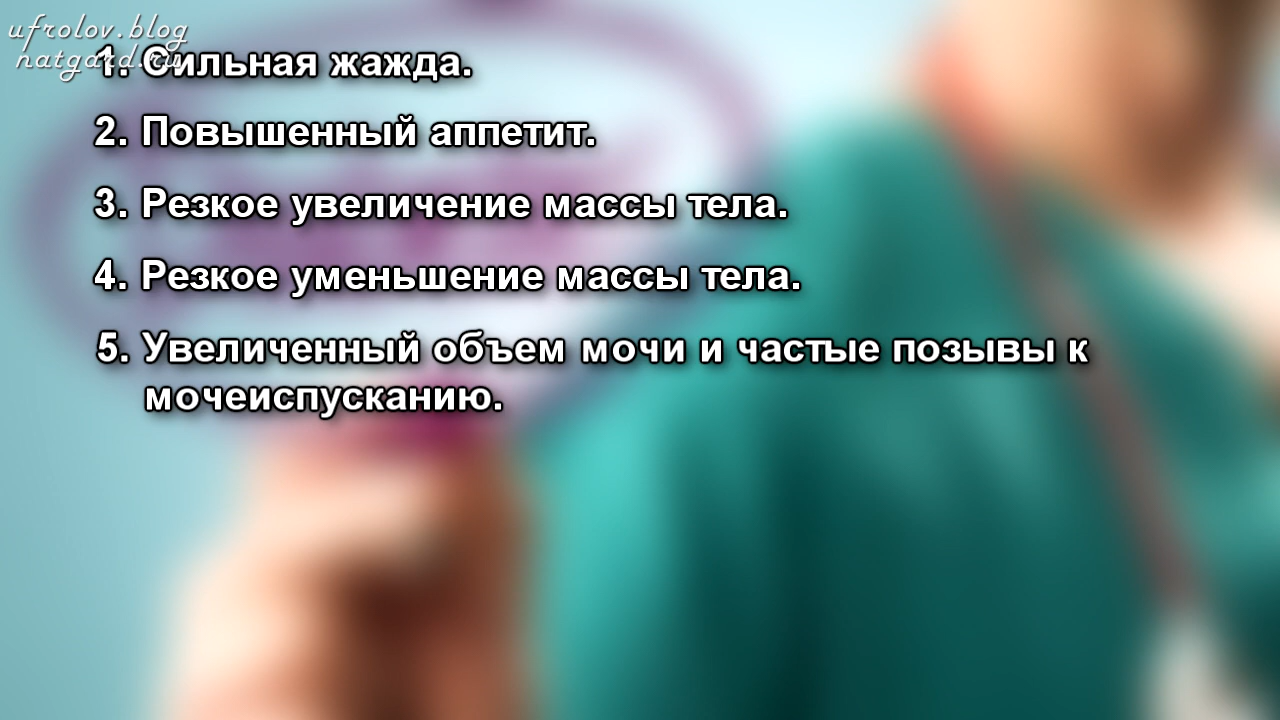 ufrolov.blog
natgard.ru
1. Сильная жажда.
2. Повышенный аппетит.
3. Резкое увеличение массы тела.
4. Резкое уменьшение массы тела.
5. Увеличенный объем мочи и частые позывы к
мочеиспусканию.